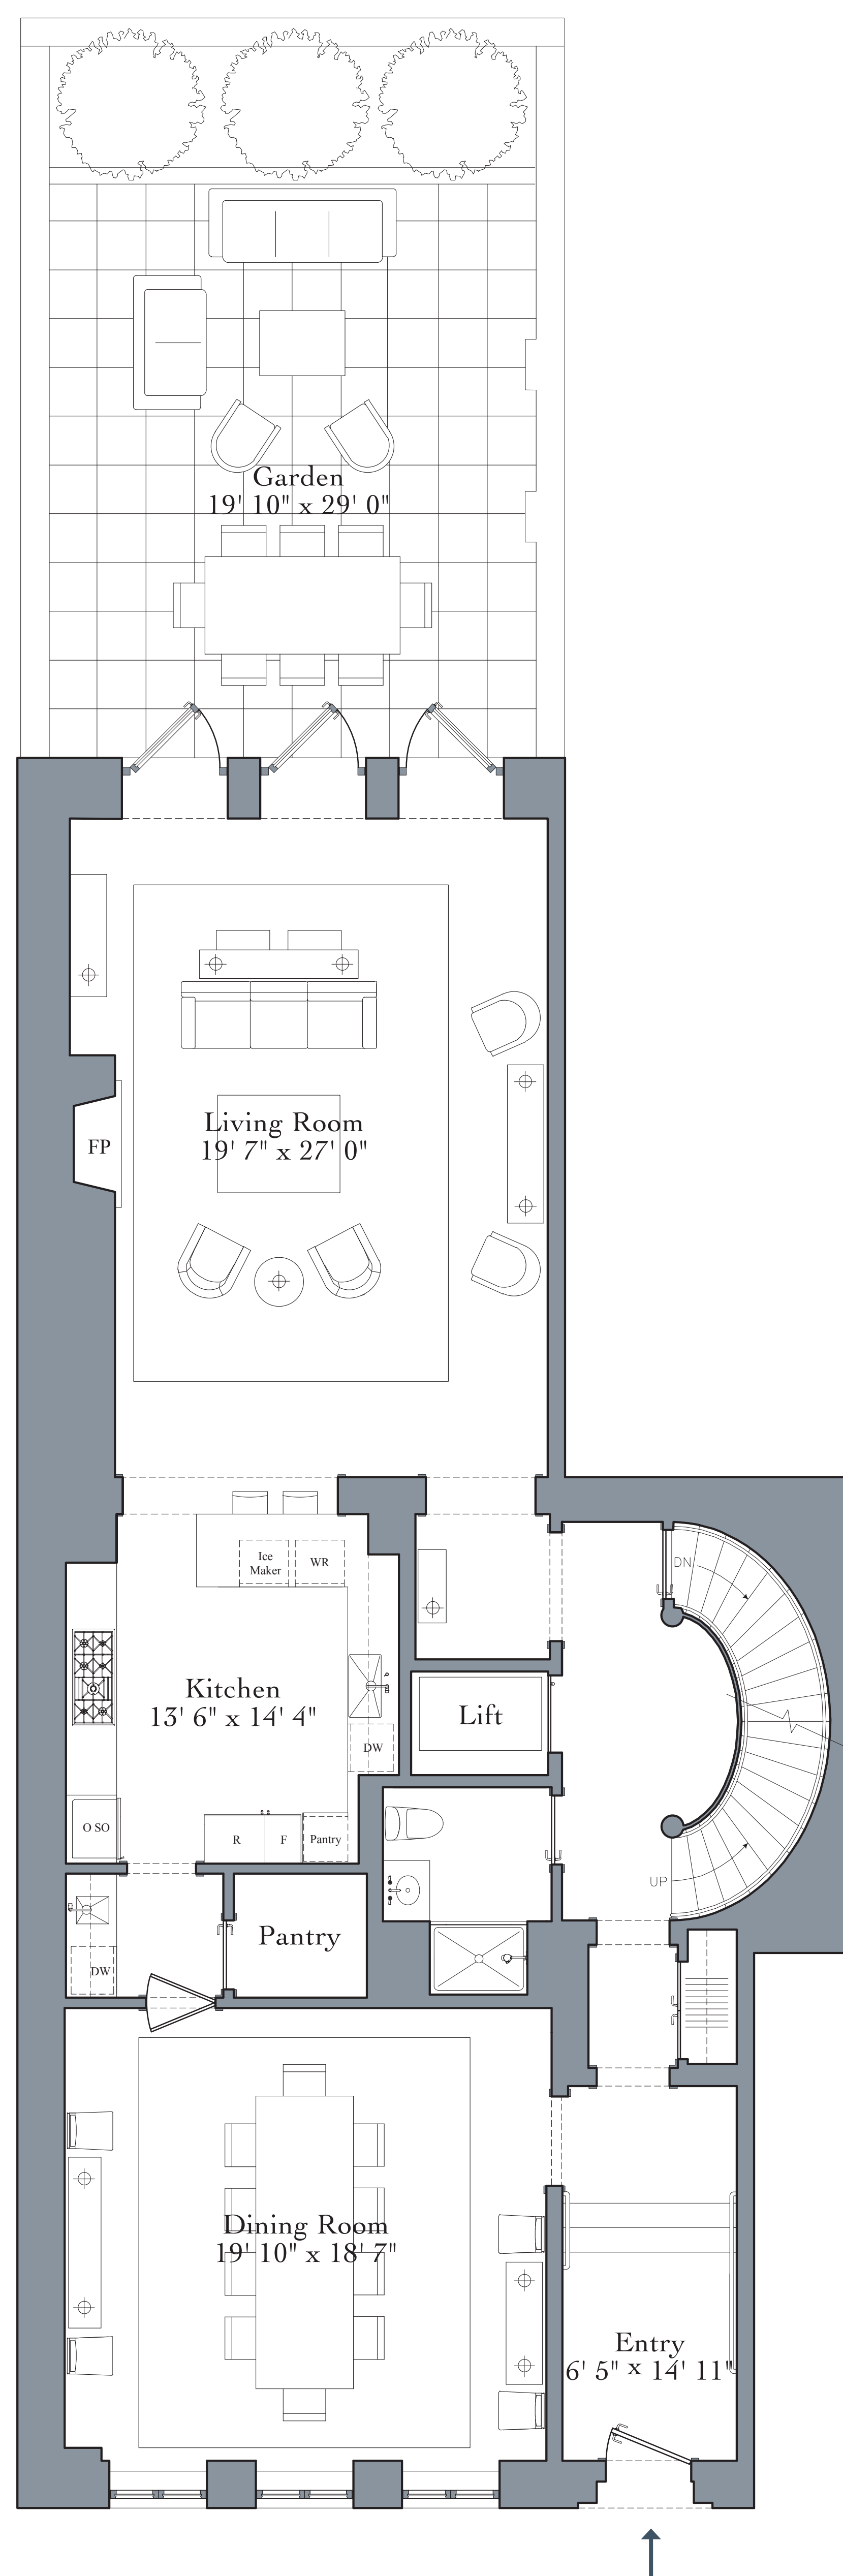 Garden
19' 10" x 29' 0"
Living Room
19' 7" x 27' 0"
FP
Ice
Maker
WR
DN
Kitchen
13' 6" x 14' 4"
Lift
DW
O SO
R
F
Pantry
UP
Pantry
DW
Dining Room
19' 10" x 18' 7"
Entry
6' 5" x 14' 11"